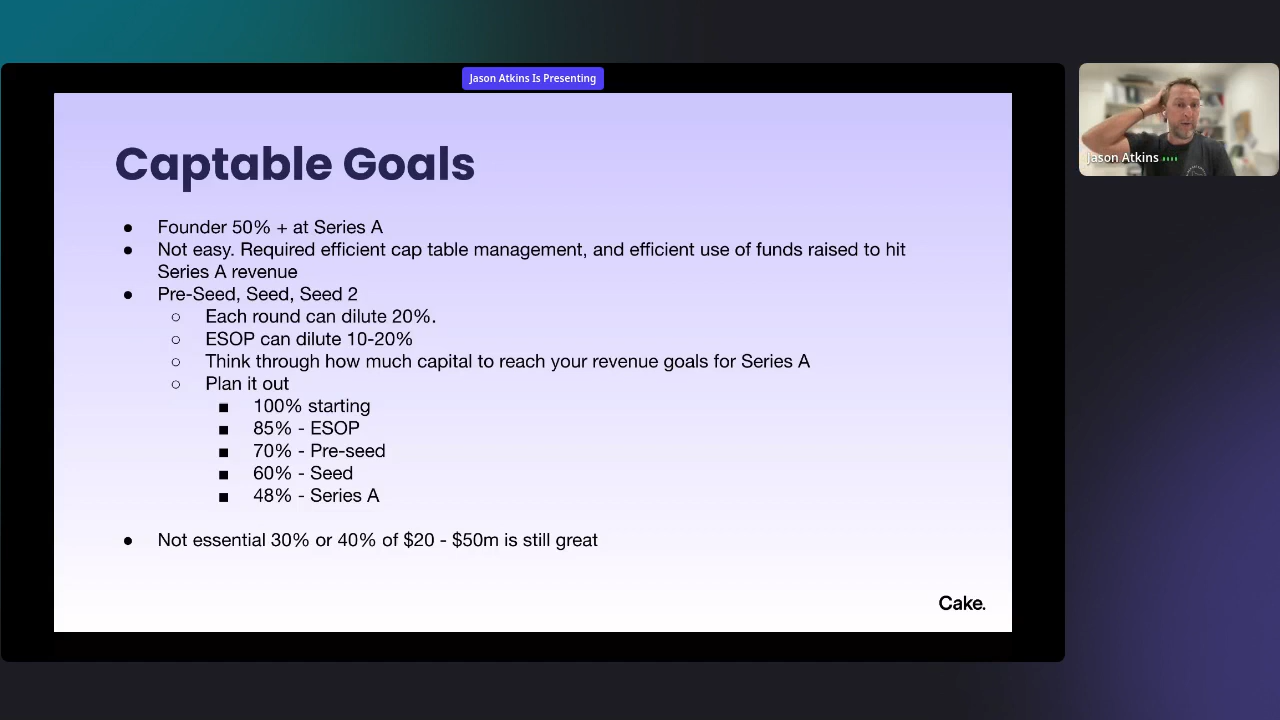 Jason Atkins Is Presenting
Captable Goals
● Founder 50% + at Series A
● Not easy. Required efficient cap table management, and efficient use of funds raised to hit
Series A revenue
● Pre-Seed, Seed, Seed 2
○ Each round can dilute 20%.
○ ESOP can dilute 10-20%
○ Think through how much capital to reach your revenue goals for Series A
○ Plan it out
■ 100% starting
■ 85% - ESOP
■ 70% - Pre-seed
■ 60% - Seed
■ 48% - Series A
● Not essential 30% or 40% of $20 - $50m is still great
Cake.
Jason Atkins